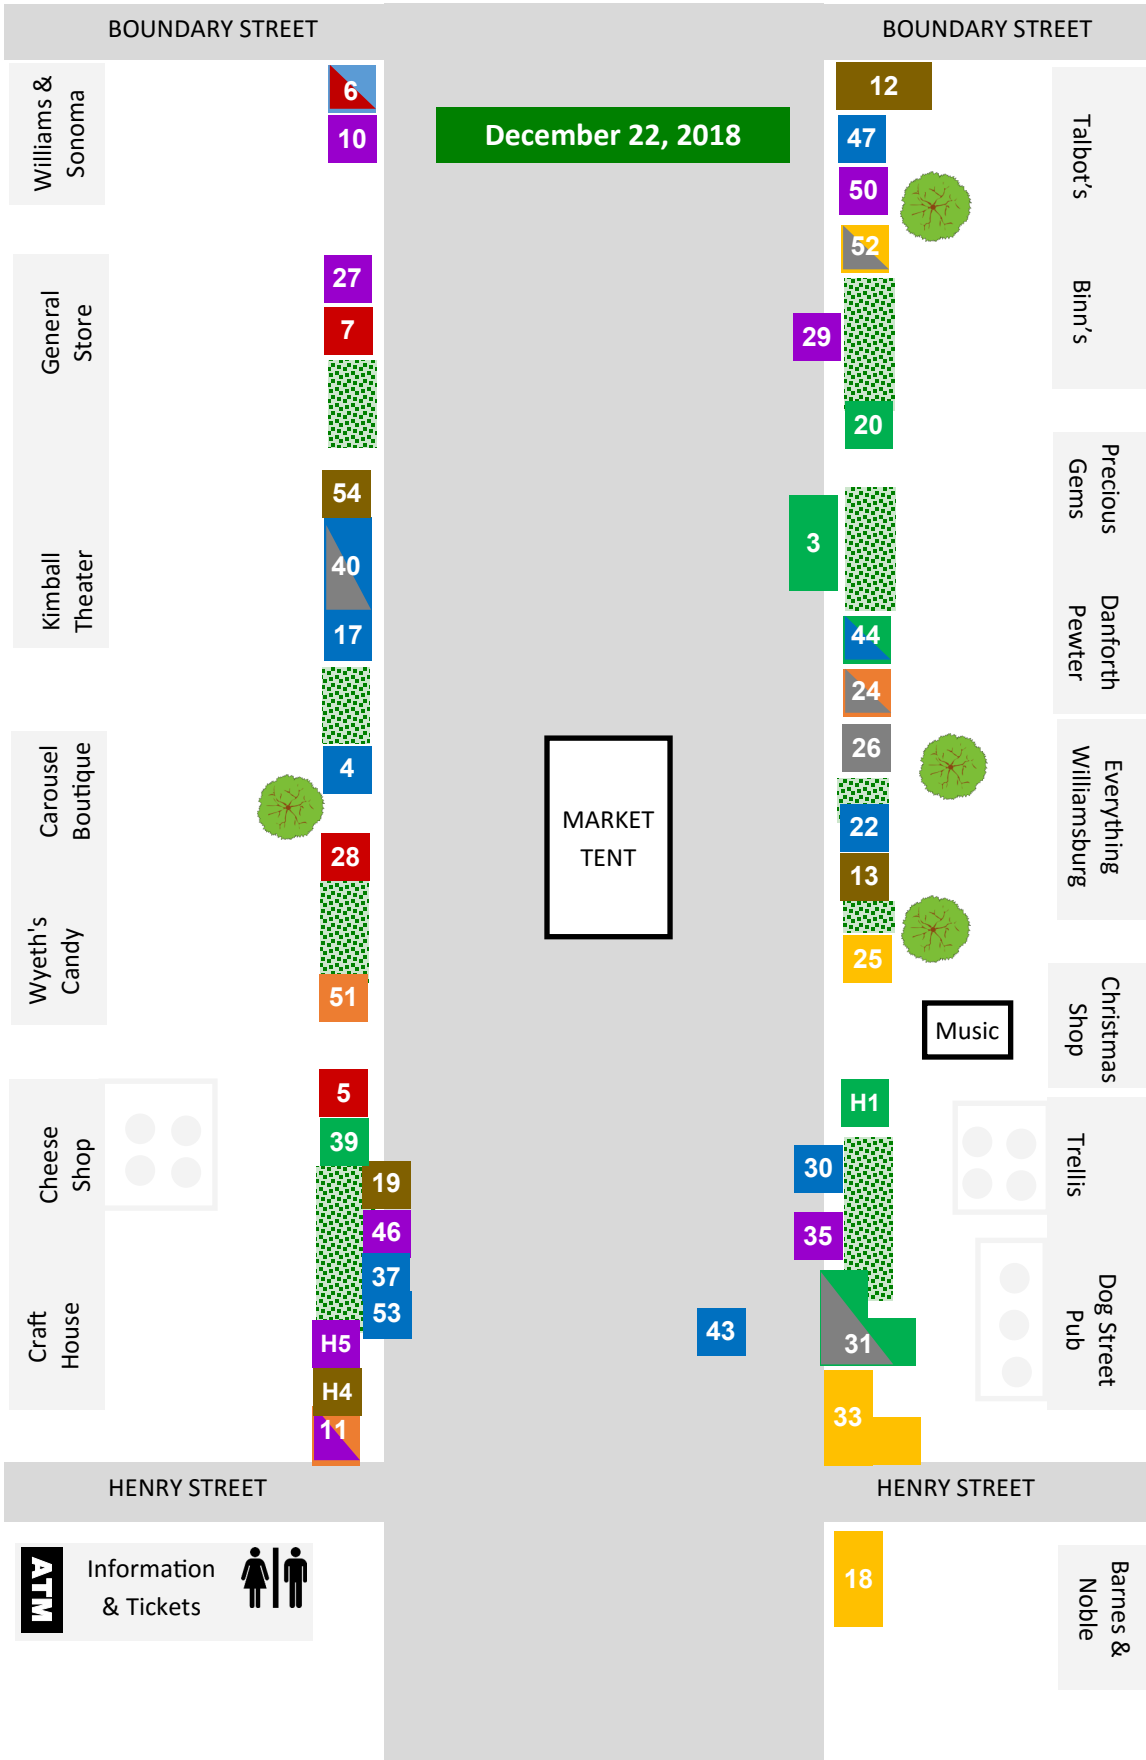 BOUNDARY STREET
BOUNDARY STREET
December 22, 2018
Williams &
Sonoma
General
Store
Kimball
Theater
Carousel
Boutique
Wyeth's
Candy
Cheese
Shop
Craft
House
6
10
27
7
54
40
17
4
28
51
5
39
19
46
37
53
H5
H4
11
MARKET
TENT
43
12
47
50
52
29
20
3
44
24
26
22
13
25
Music
H1
30
35
31
33
Talbot's
Binn's
Precious
Gems
Danforth
Pewter
Everything
Williamsburg
Christmas
Shop
Trellis
Dog Street
Pub
HENRY STREET
HENRY STREET
ATM
Information
& Tickets
18
Barnes &
Noble